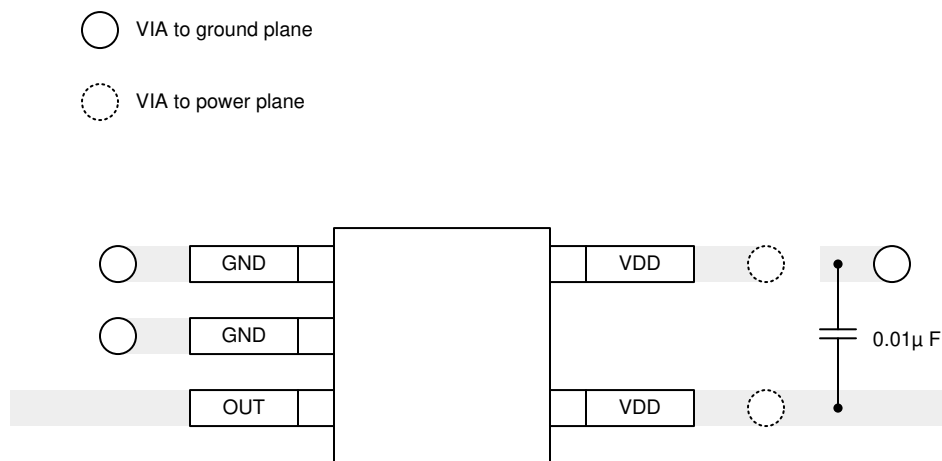 VIA to ground plane
VIA to power plane
GND
VDD
GND
0.01µ F
OUT
VDD